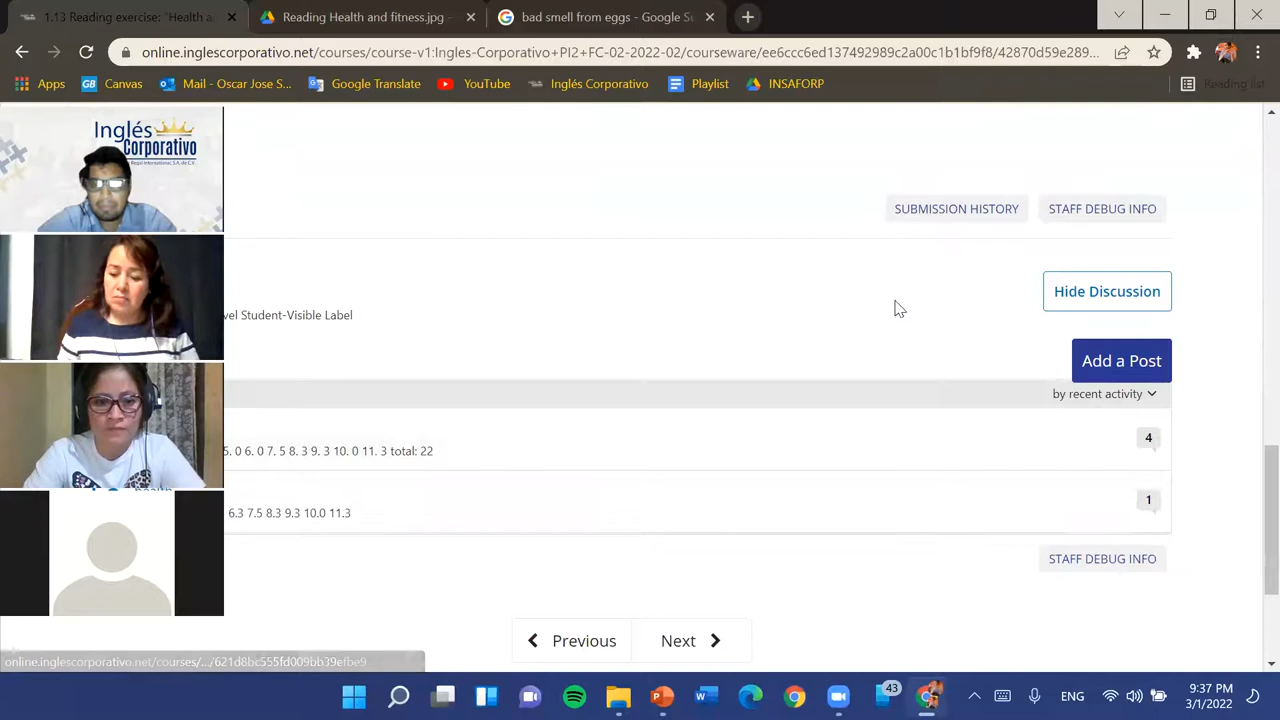 1.13 Reading exercise: "Health an
Reading Health and fitness.jpg -
bad smell from eggs - Google Se
online.inglescorporativo.net/courses/course-v1:Ingles-Corporativo+PI2+FC-02-2022-02/courseware/ee6ccc6ed137492989c2a00c1b1bf9f8/42870d59e289...
Apps
GB
Canvas
Mail - Oscar Jose S...
Google Translate
YouTube
Inglés Corporativo
Playlist
INSAFORP
Reading list
Inglés
Corporativo
SUBMISSION HISTORY
STAFF DEBUG INFO
Hide Discussion
vel Student-Visible Label
Add a Post
by recent activity
5. 0 6. 0 7. 5 8. 3 9. 3 10. 0 11. 3 total: 22
4
6.3 7.5 8.3 9.3 10.0 11.3
1
STAFF DEBUG INFO
Previous
Next
online.inglescorporativo.net/courses/.../621d8bc555fd009bb39efbe9
43
ENG
9:37 PM
3/1/2022